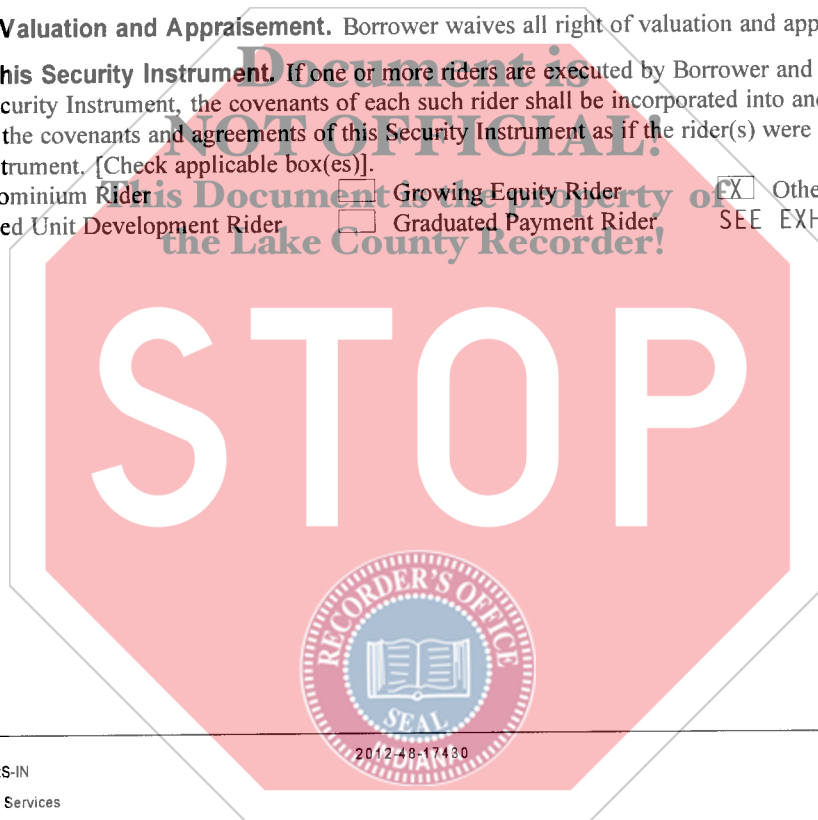 Valuation and Appraisement. Borrower waives all right of valuation and app
Document is
his Security Instrument. If one or more riders are executed by Borrower and
curity Instrument, the covenants of each such rider shall be incorporated into an
the covenants and agreements of this Security Instrument as if the rider(s) were
NOT OFFICIAL!
trument. [Check applicable box(es)].
ominium Rider Growing Equity Rider X Othe
This Document is the property of
ed Unit Development Rider Graduated Payment Rider SEE EXH
the Lake County Recorder!
STOP
RECORDER'S OFFICE
SEAL
INDIANA
2012-48-17480
S-IN
Services